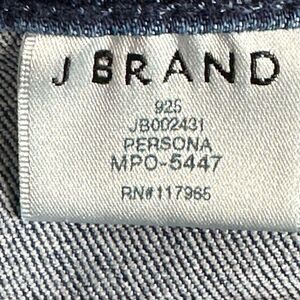 J BRAND
925
JB002431
PERSONA
MPO-5447
RN#117965